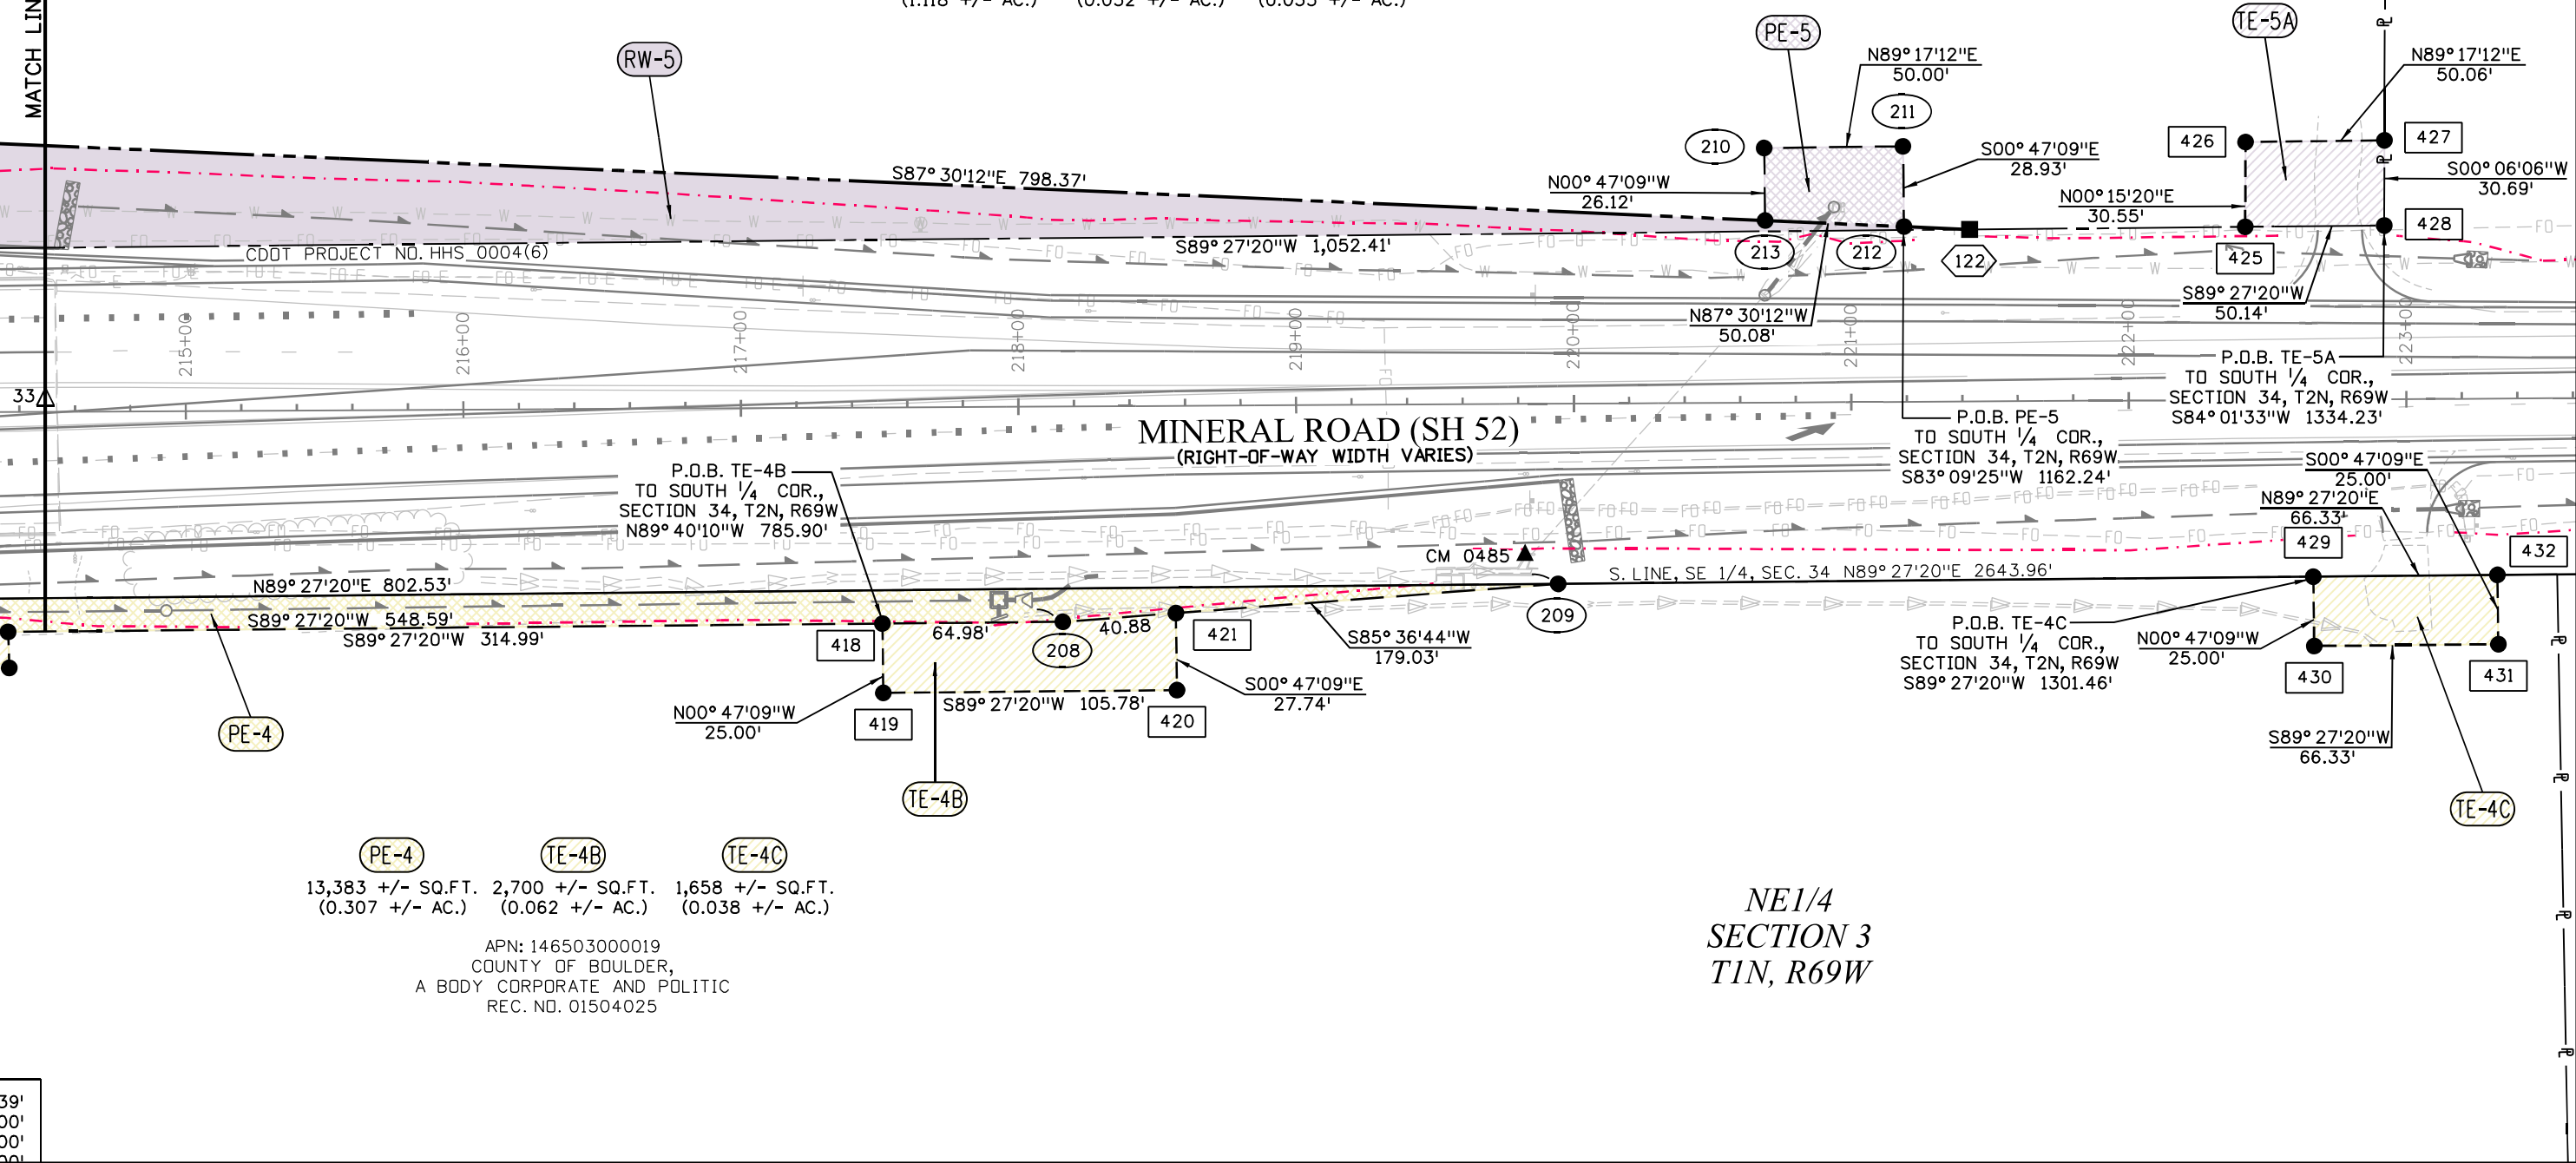 (1.118 +/- AC.) (0.032 +/- AC.) (0.033 +/- AC.)
MATCH LIN
RW-5
PE-5
TE-5A
N89°17'12"E
50.00'
N89°17'12"E
50.06'
210
211
426
427
S00°47'09"E
28.93'
S00°06'06"W
30.69'
S87°30'12"E 798.37'
N00°47'09"W
26.12'
N00°15'20"E
30.55'
S89°27'20"W 1,052.41'
CDOT PROJECT NO. HHS 0004(6)
213
212
122
425
428
S89°27'20"W
50.14'
N87°30'12"W
50.08'
215+00
216+00
217+00
218+00
219+00
220+00
221+00
222+00
223+00
33
P.O.B. TE-5A
TO SOUTH 1/4 COR.,
SECTION 34, T2N, R69W
S84°01'33"W 1334.23'
MINERAL ROAD (SH 52)
(RIGHT-OF-WAY WIDTH VARIES)
P.O.B. PE-5
TO SOUTH 1/4 COR.,
SECTION 34, T2N, R69W
S83°09'25"W 1162.24'
P.O.B. TE-4B
TO SOUTH 1/4 COR.,
SECTION 34, T2N, R69W
N89°40'10"W 785.90'
S00°47'09"E
25.00'
N89°27'20"E
66.33'
429
432
CM 0485
S. LINE, SE 1/4, SEC. 34 N89°27'20"E 2643.96'
N89°27'20"E 802.53'
S89°27'20"W 548.59'
S89°27'20"W 314.99'
64.98'
40.88
418
208
421
209
S85°36'44"W
179.03'
P.O.B. TE-4C
TO SOUTH 1/4 COR.,
SECTION 34, T2N, R69W
S89°27'20"W 1301.46'
N00°47'09"W
25.00'
430
431
S00°47'09"E
27.74'
S89°27'20"W 105.78'
N00°47'09"W
25.00'
419
420
PE-4
S89°27'20"W
66.33'
TE-4B
TE-4C
PE-4 TE-4B TE-4C
13,383 +/- SQ.FT. 2,700 +/- SQ.FT. 1,658 +/- SQ.FT.
(0.307 +/- AC.) (0.062 +/- AC.) (0.038 +/- AC.)
APN: 146503000019
COUNTY OF BOULDER,
A BODY CORPORATE AND POLITIC
REC. NO. 01504025
NE1/4
SECTION 3
T1N, R69W
39'
00'
00'
00'